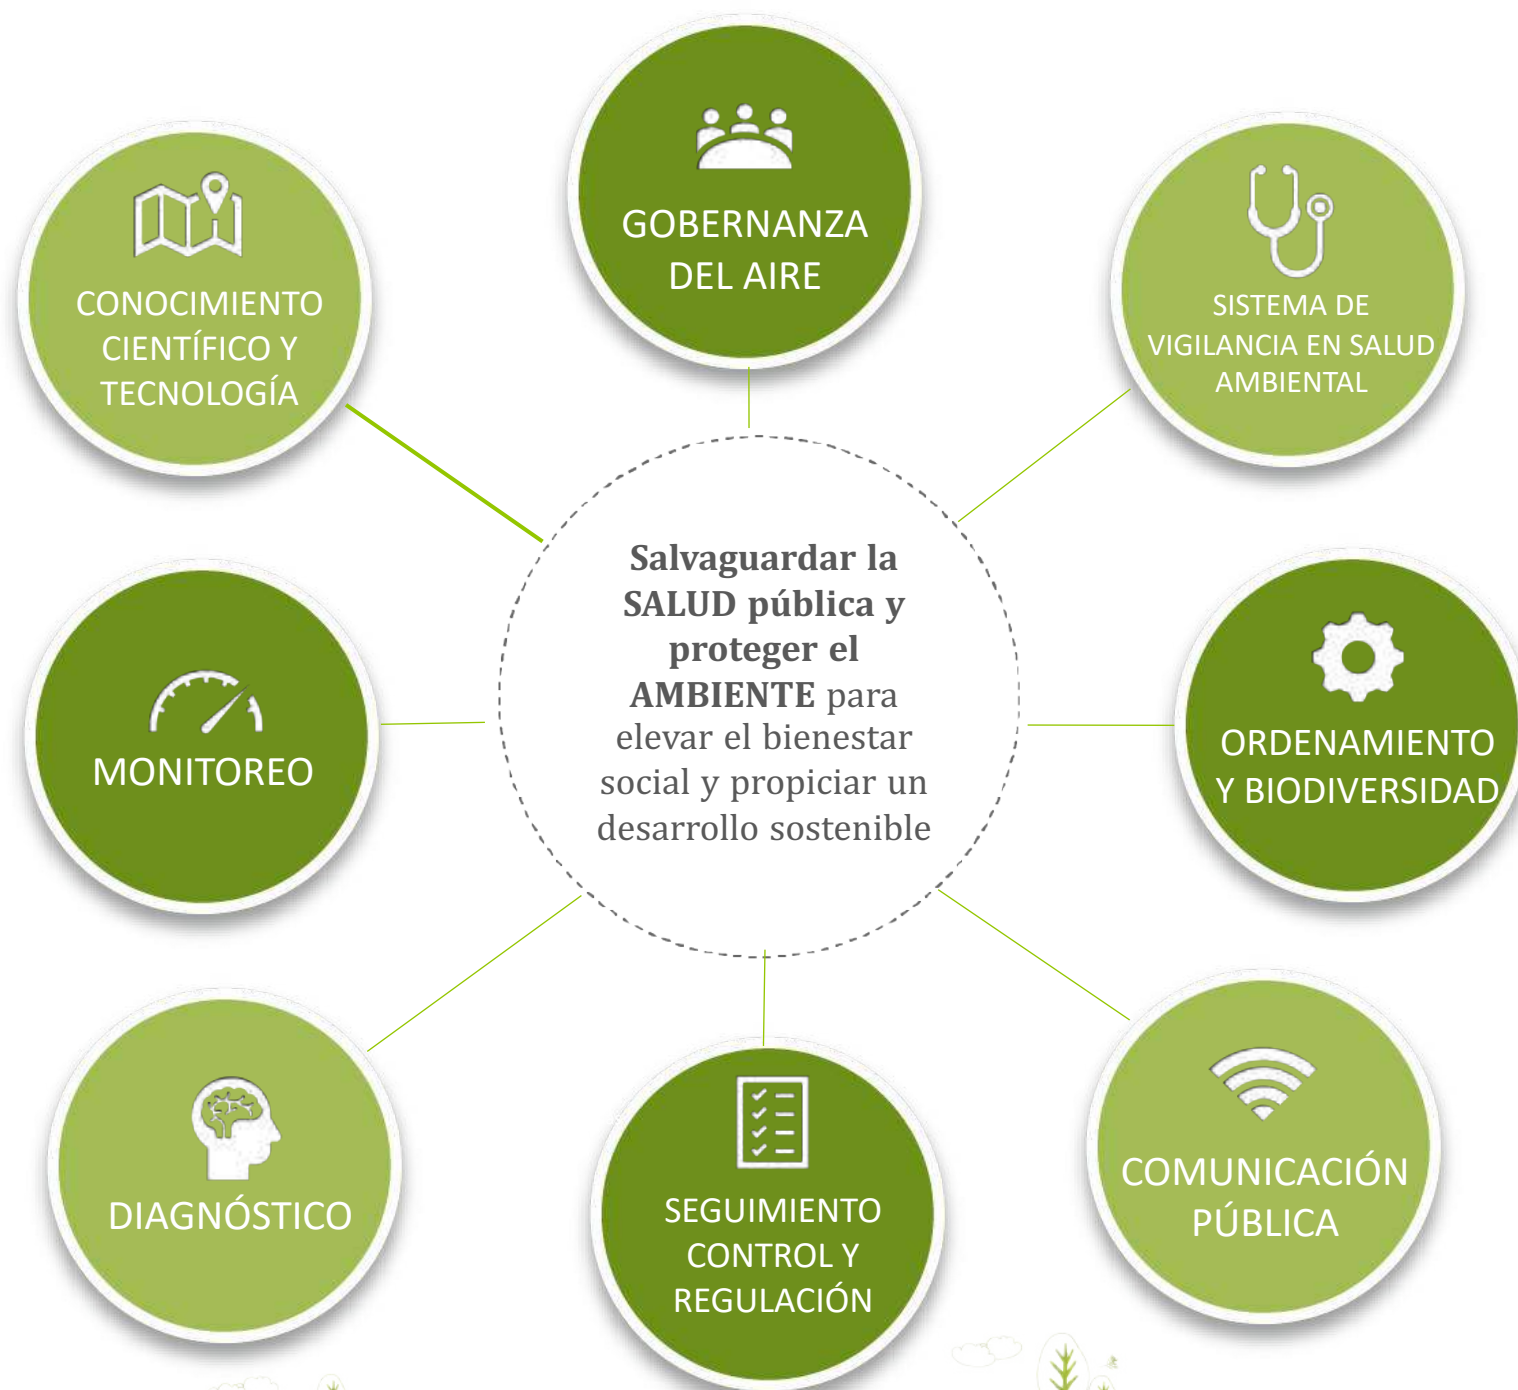 GOBERNANZA
DEL AIRE
CONOCIMIENTO
CIENTÍFICO Y
TECNOLOGÍA
SISTEMA DE
VIGILANCIA EN SALUD
AMBIENTAL
Salvaguardar la
SALUD pública y
proteger el
AMBIENTE para
elevar el bienestar
social y propiciar un
desarrollo sostenible
MONITOREO
ORDENAMIENTO
Y BIODIVERSIDAD
DIAGNÓSTICO
SEGUIMIENTO
CONTROL Y
REGULACIÓN
COMUNICACIÓN
PÚBLICA